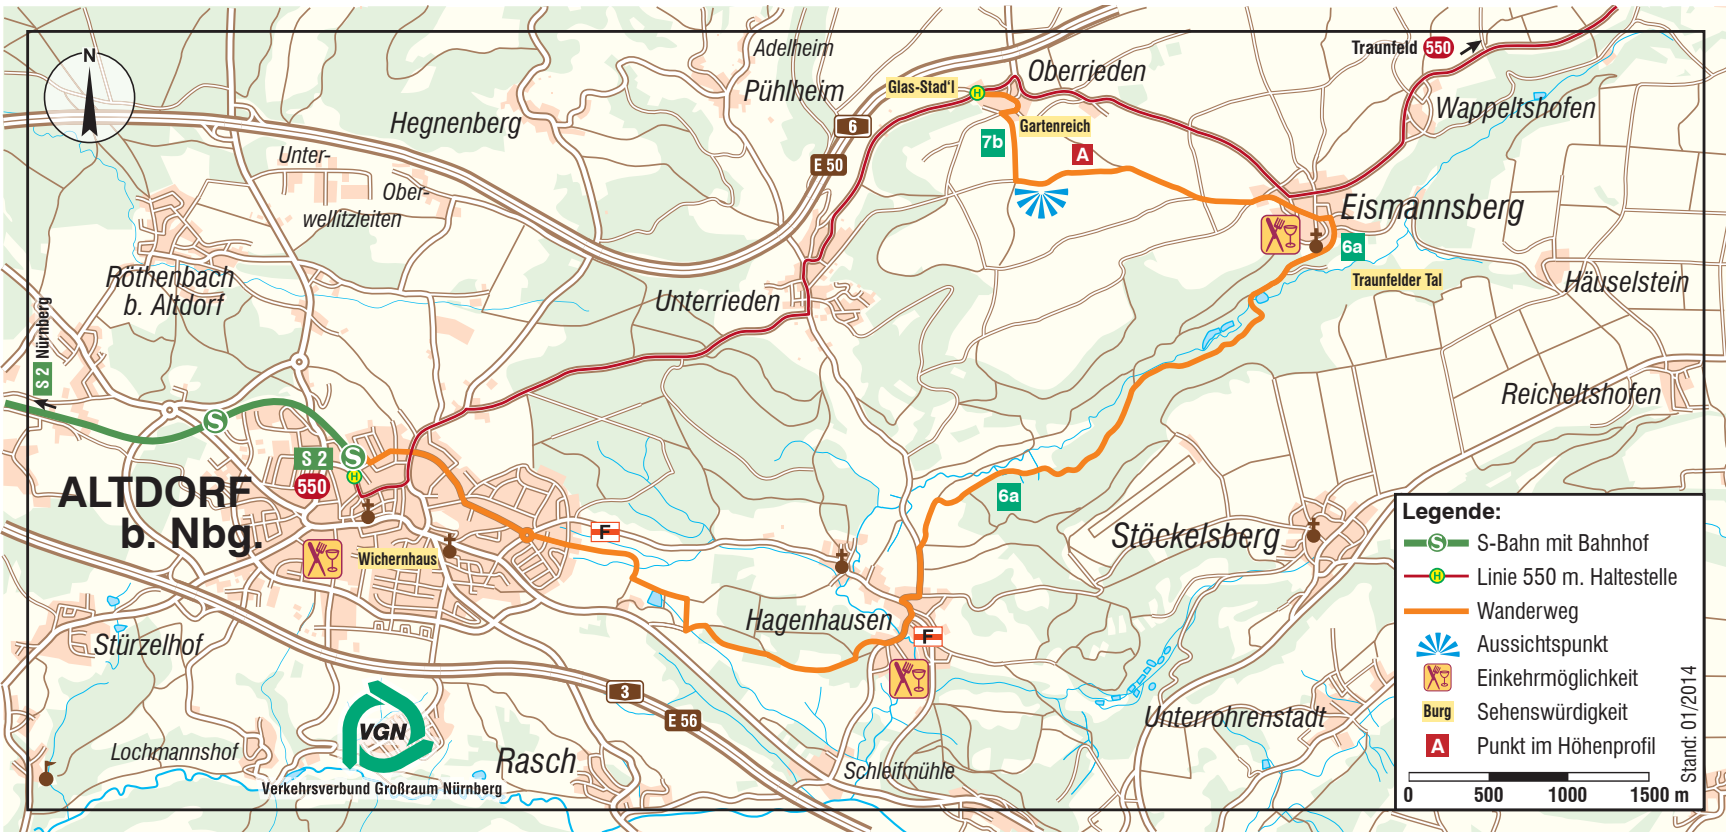 N
Adelheim
Pühlheim
Hegnenberg
Unter-
Ober-
wellitzleiten
Glas-Stad'l
H
Oberrieden
Traunfeld 550
Wappeltshofen
6
E 50
7b
Gartenreich
A
Eismannsberg
6a
Traunfelder Tal
Häuselstein
Röthenbach
b. Altdorf
Unterrieden
S 2 Nürnberg
Reicheltshofen
S
S 2
S
H
550
ALTDORF
b. Nbg.
Wichernhaus
F
6a
Stöckelsberg
Hagenhausen
F
Stürzelhof
3
E 56
Unterrohrenstadt
Lochmannshof
VGN
Verkehrsverbund Großraum Nürnberg
Rasch
Schleifmühle
Legende:
S S-Bahn mit Bahnhof
H Linie 550 m. Haltestelle
Wanderweg
Aussichtspunkt
Einkehrmöglichkeit
Burg Sehenswürdigkeit
A Punkt im Höhenprofil
0 500 1000 1500 m
Stand: 01/2014